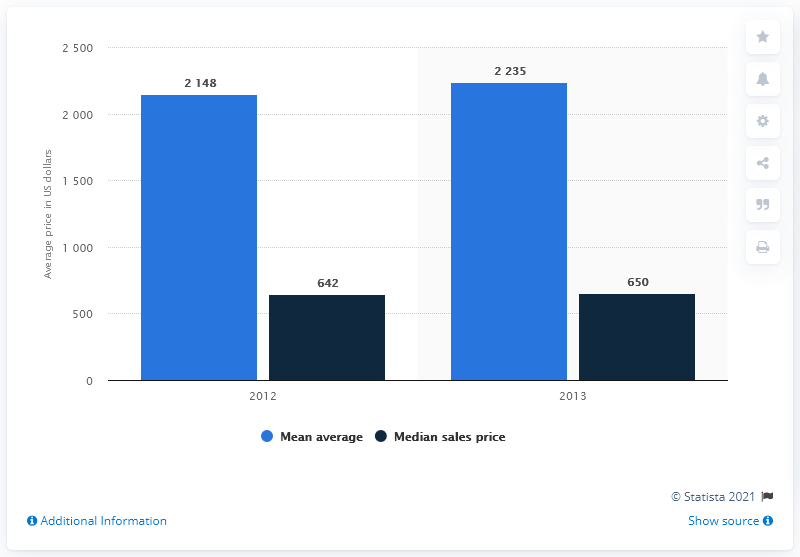 2 500
2 000
1 500
1 000
500
0
Average price in US dollars
2 148
642
2 235
650
2012
2013
Mean average
Median sales price
© Statista 2021
Additional Information
Show source